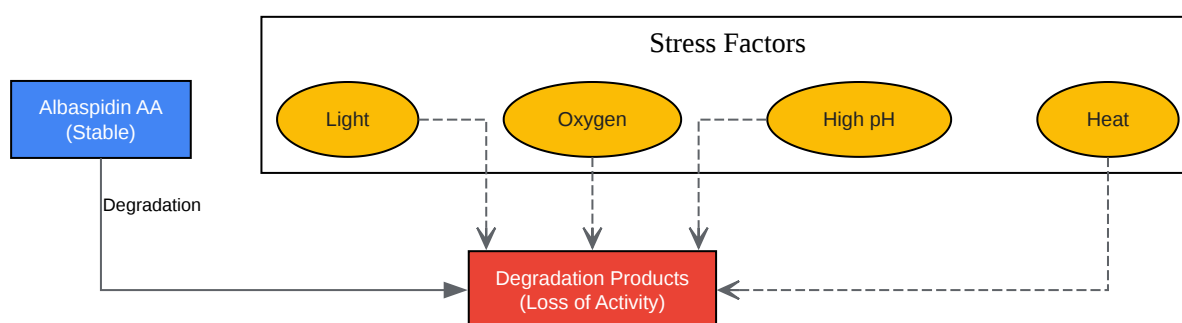 Stress Factors
Albaspidin AA
(Stable)
Light
Oxygen
High pH
Heat
Degradation
Degradation Products
(Loss of Activity)